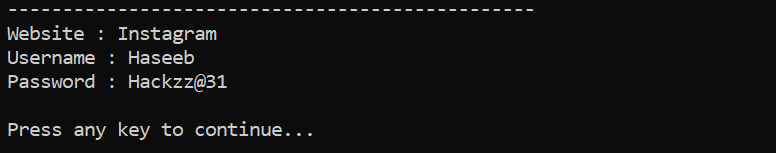 ------------------------------------------------
Website : Instagram
Username : Haseeb
Password : Hackzz@31
Press any key to continue...